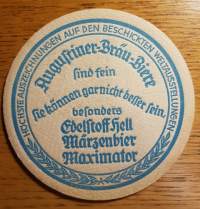 HÖCHSTE AUSZEICHNUNGEN AUF DEN BESCHICKTEN WELTAUSSTELLUNGEN
Augustiner-Bräu-Biere
sind fein
sie können garnicht besser sein,
besonders
Edelstoff Hell
Märzenbier
Maximator